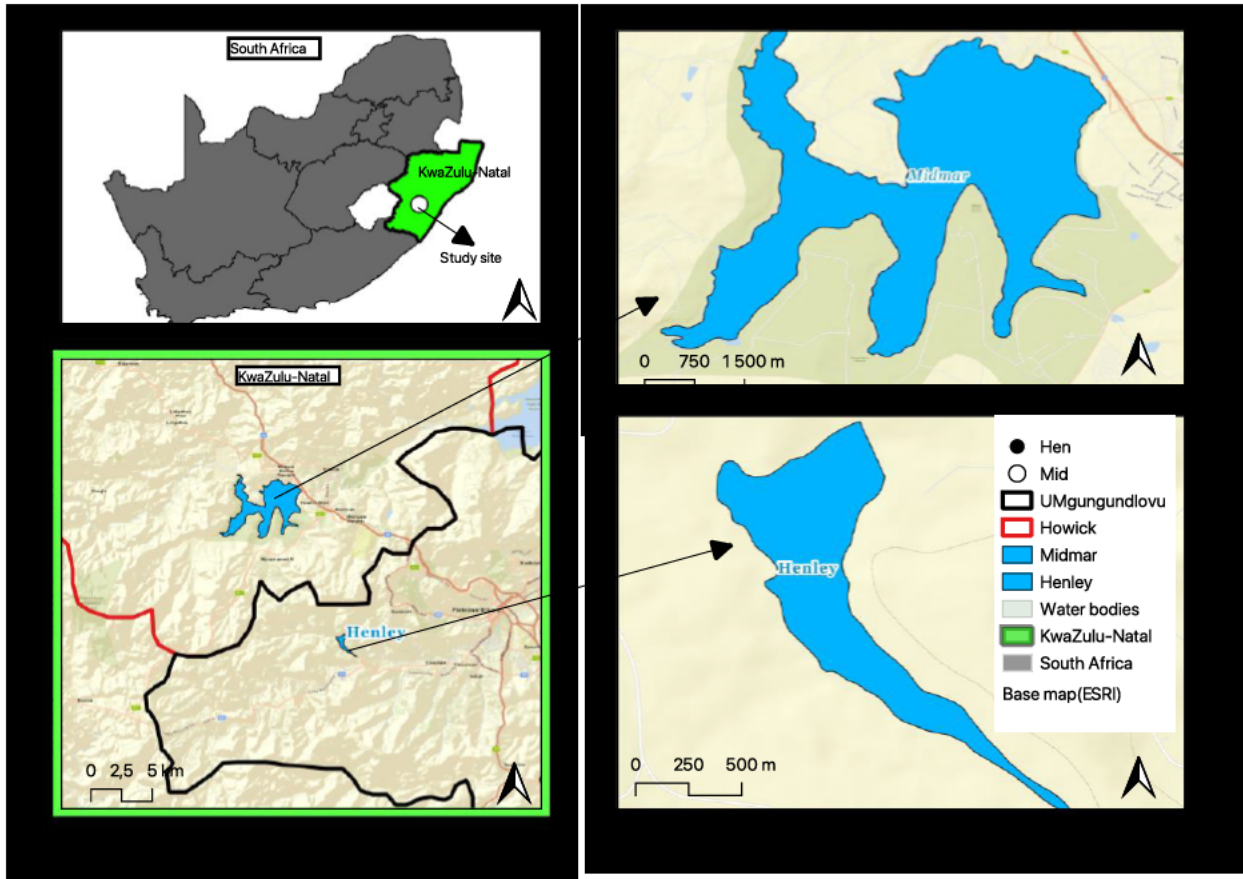 South Africa
KwaZulu-Natal
Study site
KwaZulu-Natal
Henley
0 2,5 5 km
Midmar
0 750 1 500 m
Henley
0 250 500 m
Hen
Mid
UMgungundlovu
Howick
Midmar
Henley
Water bodies
KwaZulu-Natal
South Africa
Base map(ESRI)